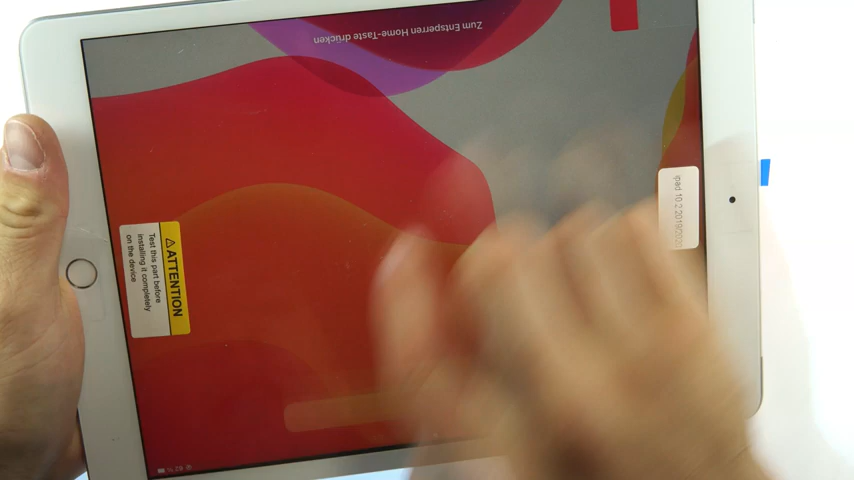 Zum Entsperren Home-Taste drücken
ipad 10.2 2019/2020
⚠ATTENTION
Test this part before
installing it completely
on the device